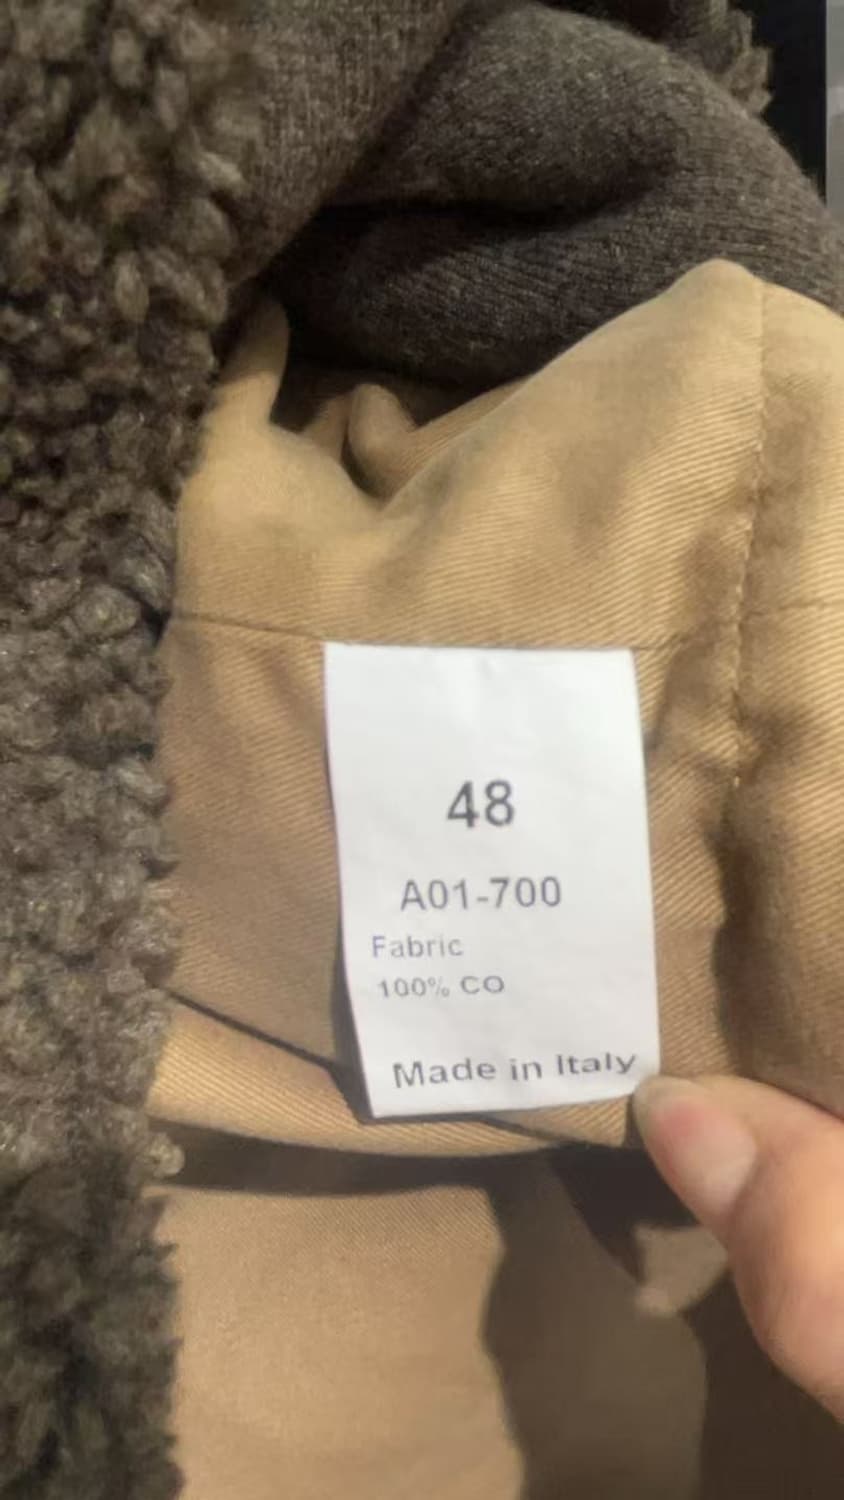 48
A01-700
Fabric
100% CO
Made in Italy